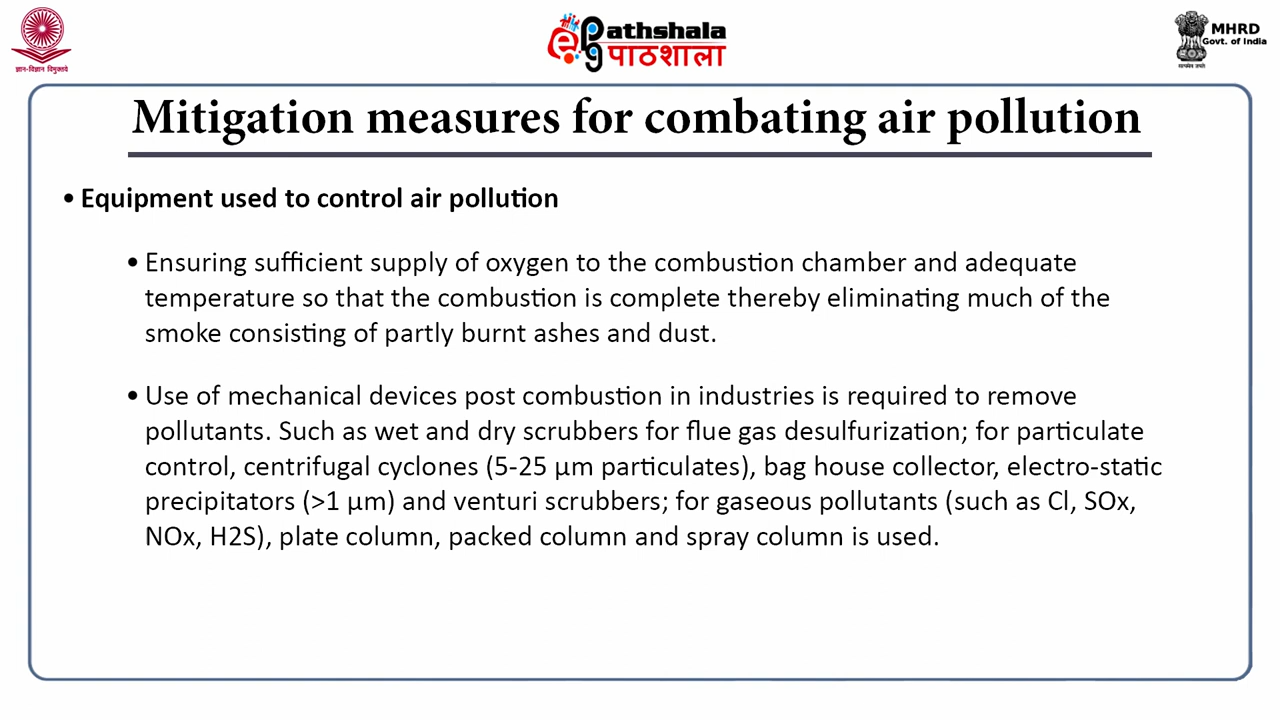 ज्ञान-विज्ञान विमुक्तये
ePG athshala
पाठशाला
MHRD
Govt. of India
सत्यमेव जयते
Mitigation measures for combating air pollution
• Equipment used to control air pollution
• Ensuring sufficient supply of oxygen to the combustion chamber and adequate
temperature so that the combustion is complete thereby eliminating much of the
smoke consisting of partly burnt ashes and dust.
• Use of mechanical devices post combustion in industries is required to remove
pollutants. Such as wet and dry scrubbers for flue gas desulfurization; for particulate
control, centrifugal cyclones (5-25 µm particulates), bag house collector, electro-static
precipitators (>1 µm) and venturi scrubbers; for gaseous pollutants (such as Cl, SOx,
NOx, H2S), plate column, packed column and spray column is used.